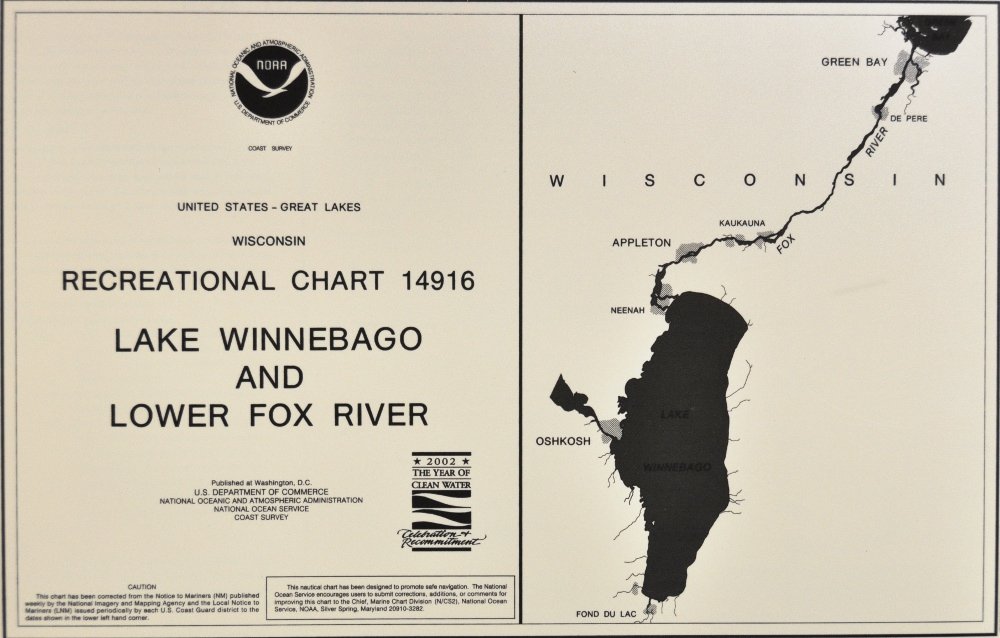 NATIONAL OCEANIC AND ATMOSPHERIC ADMINISTRATION
NOAA
U.S. DEPARTMENT OF COMMERCE
COAST SURVEY
UNITED STATES – GREAT LAKES
WISCONSIN
RECREATIONAL CHART 14916
LAKE WINNEBAGO
AND
LOWER FOX RIVER
★ 2002 ★
THE YEAR OF
CLEAN WATER
Celebration +
Recommitment
Published at Washington, D.C.
U.S. DEPARTMENT OF COMMERCE
NATIONAL OCEANIC AND ATMOSPHERIC ADMINISTRATION
NATIONAL OCEAN SERVICE
COAST SURVEY
CAUTION
This chart has been corrected from the Notice to Mariners (NM) published
weekly by the National Imagery and Mapping Agency and the Local Notice to
Mariners (LNM) issued periodically by each U.S. Coast Guard district to the
dates shown in the lower left hand corner.
This nautical chart has been designed to promote safe navigation. The National
Ocean Service encourages users to submit corrections, additions, or comments for
improving this chart to the Chief, Marine Chart Division (N/CS2), National Ocean
Service, NOAA, Silver Spring, Maryland 20910-3282.
GREEN BAY
DE PERE
RIVER
WISCONSIN
KAUKAUNA
APPLETON
FOX
NEENAH
LAKE
OSHKOSH
WINNEBAGO
FOND DU LAC